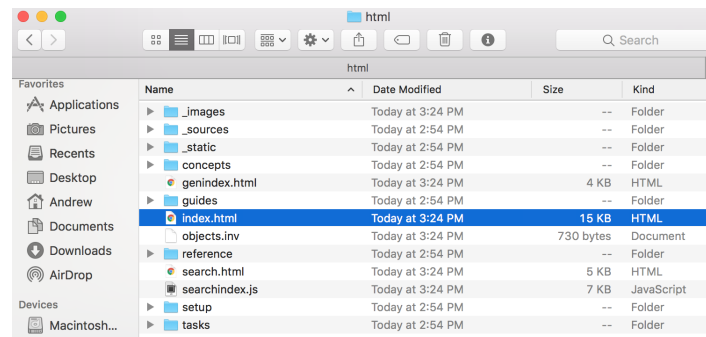 html
Search
html
Favorites
Applications
Pictures
Recents
Desktop
Andrew
Documents
Downloads
AirDrop
Devices
Macintosh...
Name Date Modified Size Kind
_images Today at 3:24 PM -- Folder
_sources Today at 2:54 PM -- Folder
_static Today at 2:54 PM -- Folder
concepts Today at 2:54 PM -- Folder
genindex.html Today at 3:24 PM 4 KB HTML
guides Today at 2:54 PM -- Folder
index.html Today at 3:24 PM 15 KB HTML
objects.inv Today at 3:24 PM 730 bytes Document
reference Today at 2:54 PM -- Folder
search.html Today at 3:24 PM 5 KB HTML
searchindex.js Today at 3:24 PM 7 KB JavaScript
setup Today at 2:54 PM -- Folder
tasks Today at 2:54 PM -- Folder